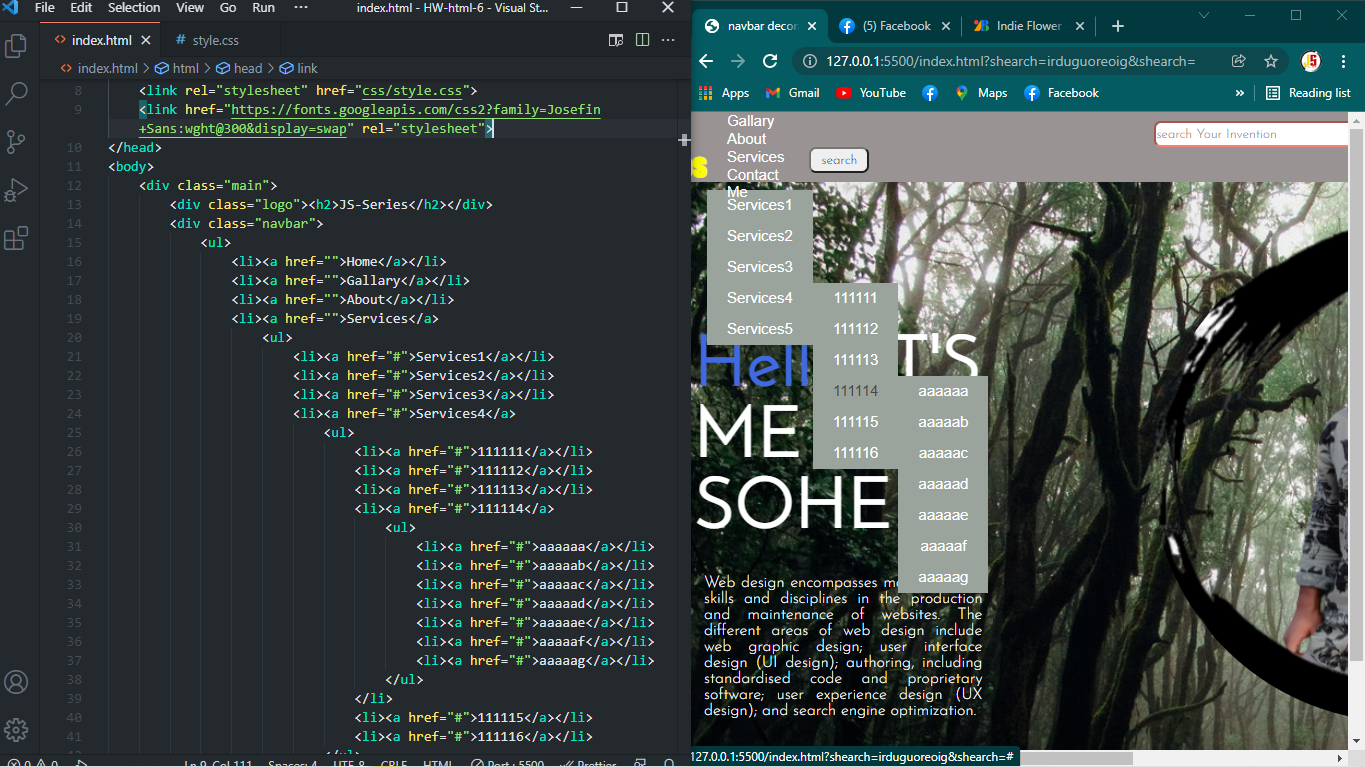 File Edit Selection View Go Run ··· index.html - HW-html-6 - Visual St...
index.html
style.css
index.html > html > head > link
8 <link rel="stylesheet" href="css/style.css">
9 <link href="https://fonts.googleapis.com/css2?family=Josefin
+Sans:wght@300&display=swap" rel="stylesheet">
10 </head>
11 <body>
12 <div class="main">
13 <div class="logo"><h2>JS-Series</h2></div>
14 <div class="navbar">
15 <ul>
16 <li><a href="">Home</a></li>
17 <li><a href="">Gallary</a></li>
18 <li><a href="">About</a></li>
19 <li><a href="">Services</a>
20 <ul>
21 <li><a href="#">Services1</a></li>
22 <li><a href="#">Services2</a></li>
23 <li><a href="#">Services3</a></li>
24 <li><a href="#">Services4</a>
25 <ul>
26 <li><a href="#">111111</a></li>
27 <li><a href="#">111112</a></li>
28 <li><a href="#">111113</a></li>
29 <li><a href="#">111114</a>
30 <ul>
31 <li><a href="#">aaaaaa</a></li>
32 <li><a href="#">aaaaab</a></li>
33 <li><a href="#">aaaaac</a></li>
34 <li><a href="#">aaaaad</a></li>
35 <li><a href="#">aaaaae</a></li>
36 <li><a href="#">aaaaaf</a></li>
37 <li><a href="#">aaaaag</a></li>
38 </ul>
39 </li>
40 <li><a href="#">111115</a></li>
41 <li><a href="#">111116</a></li>
</ul>
0 0 Ln 9, Col 111 Spaces: 4 UTF-8 CRLF HTML Port : 5500 Prettier
navbar decor
(5) Facebook
Indie Flower
127.0.0.1:5500/index.html?shearch=irduguoreoig&shearch=
Apps Gmail YouTube Maps Facebook » Reading list
Gallary
About
Services
Contact
Me
S
search
search Your Invention
Services1
Services2
Services3
Services4
Services5
111111
111112
111113
111114
111115
111116
aaaaaa
aaaaab
aaaaac
aaaaad
aaaaae
aaaaaf
aaaaag
Hell T'S
ME
SOHE
Web design encompasses
skills and disciplines in the production
and maintenance of websites. The
different areas of web design include
web graphic design; user interface
design (UI design); authoring, including
standardised code and proprietary
software; user experience design (UX
design); and search engine optimization.
127.0.0.1:5500/index.html?shearch=irduguoreoig&shearch=#